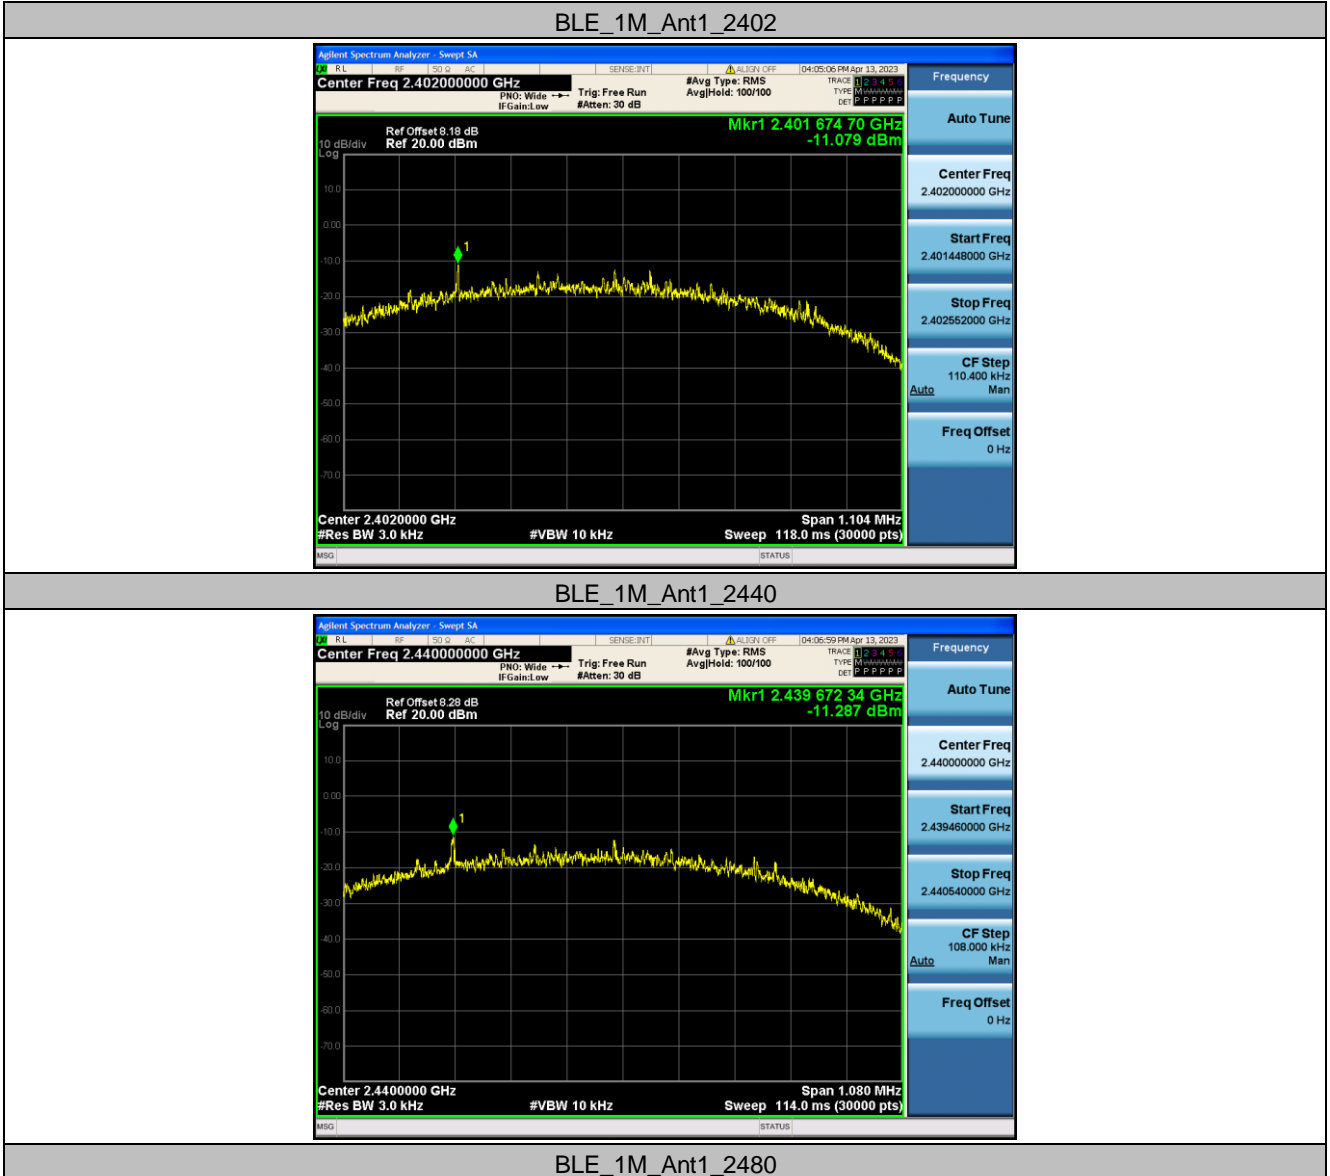 BLE_1M_Ant1_2402
Agilent Spectrum Analyzer - Swept SA
RL RF 50 Ω AC SENSE:INT ALIGN OFF 04:05:06 PM Apr 13, 2023
Center Freq 2.402000000 GHz
PNO: Wide
IFGain:Low
Trig: Free Run
#Atten: 30 dB
#Avg Type: RMS
Avg|Hold: 100/100
TRACE 1 2 3 4 5 6
TYPE M
DET P P P P P P
Frequency
Mkr1 2.401 674 70 GHz
-11.079 dBm
Ref Offset 8.18 dB
10 dB/div Ref 20.00 dBm
Log
10.0
0.00
-10.0
-20.0
-30.0
-40.0
-50.0
-60.0
-70.0
1
Auto Tune
Center Freq
2.402000000 GHz
Start Freq
2.401448000 GHz
Stop Freq
2.402552000 GHz
CF Step
110.400 kHz
Auto Man
Freq Offset
0 Hz
Center 2.4020000 GHz Span 1.104 MHz
#Res BW 3.0 kHz #VBW 10 kHz Sweep 118.0 ms (30000 pts)
MSG STATUS
BLE_1M_Ant1_2440
Agilent Spectrum Analyzer - Swept SA
RL RF 50 Ω AC SENSE:INT ALIGN OFF 04:06:59 PM Apr 13, 2023
Center Freq 2.440000000 GHz
PNO: Wide
IFGain:Low
Trig: Free Run
#Atten: 30 dB
#Avg Type: RMS
Avg|Hold: 100/100
TRACE 1 2 3 4 5 6
TYPE M
DET P P P P P P
Frequency
Mkr1 2.439 672 34 GHz
-11.287 dBm
Ref Offset 8.28 dB
10 dB/div Ref 20.00 dBm
Log
10.0
0.00
-10.0
-20.0
-30.0
-40.0
-50.0
-60.0
-70.0
1
Auto Tune
Center Freq
2.440000000 GHz
Start Freq
2.439460000 GHz
Stop Freq
2.440540000 GHz
CF Step
108.000 kHz
Auto Man
Freq Offset
0 Hz
Center 2.4400000 GHz Span 1.080 MHz
#Res BW 3.0 kHz #VBW 10 kHz Sweep 114.0 ms (30000 pts)
MSG STATUS
BLE_1M_Ant1_2480